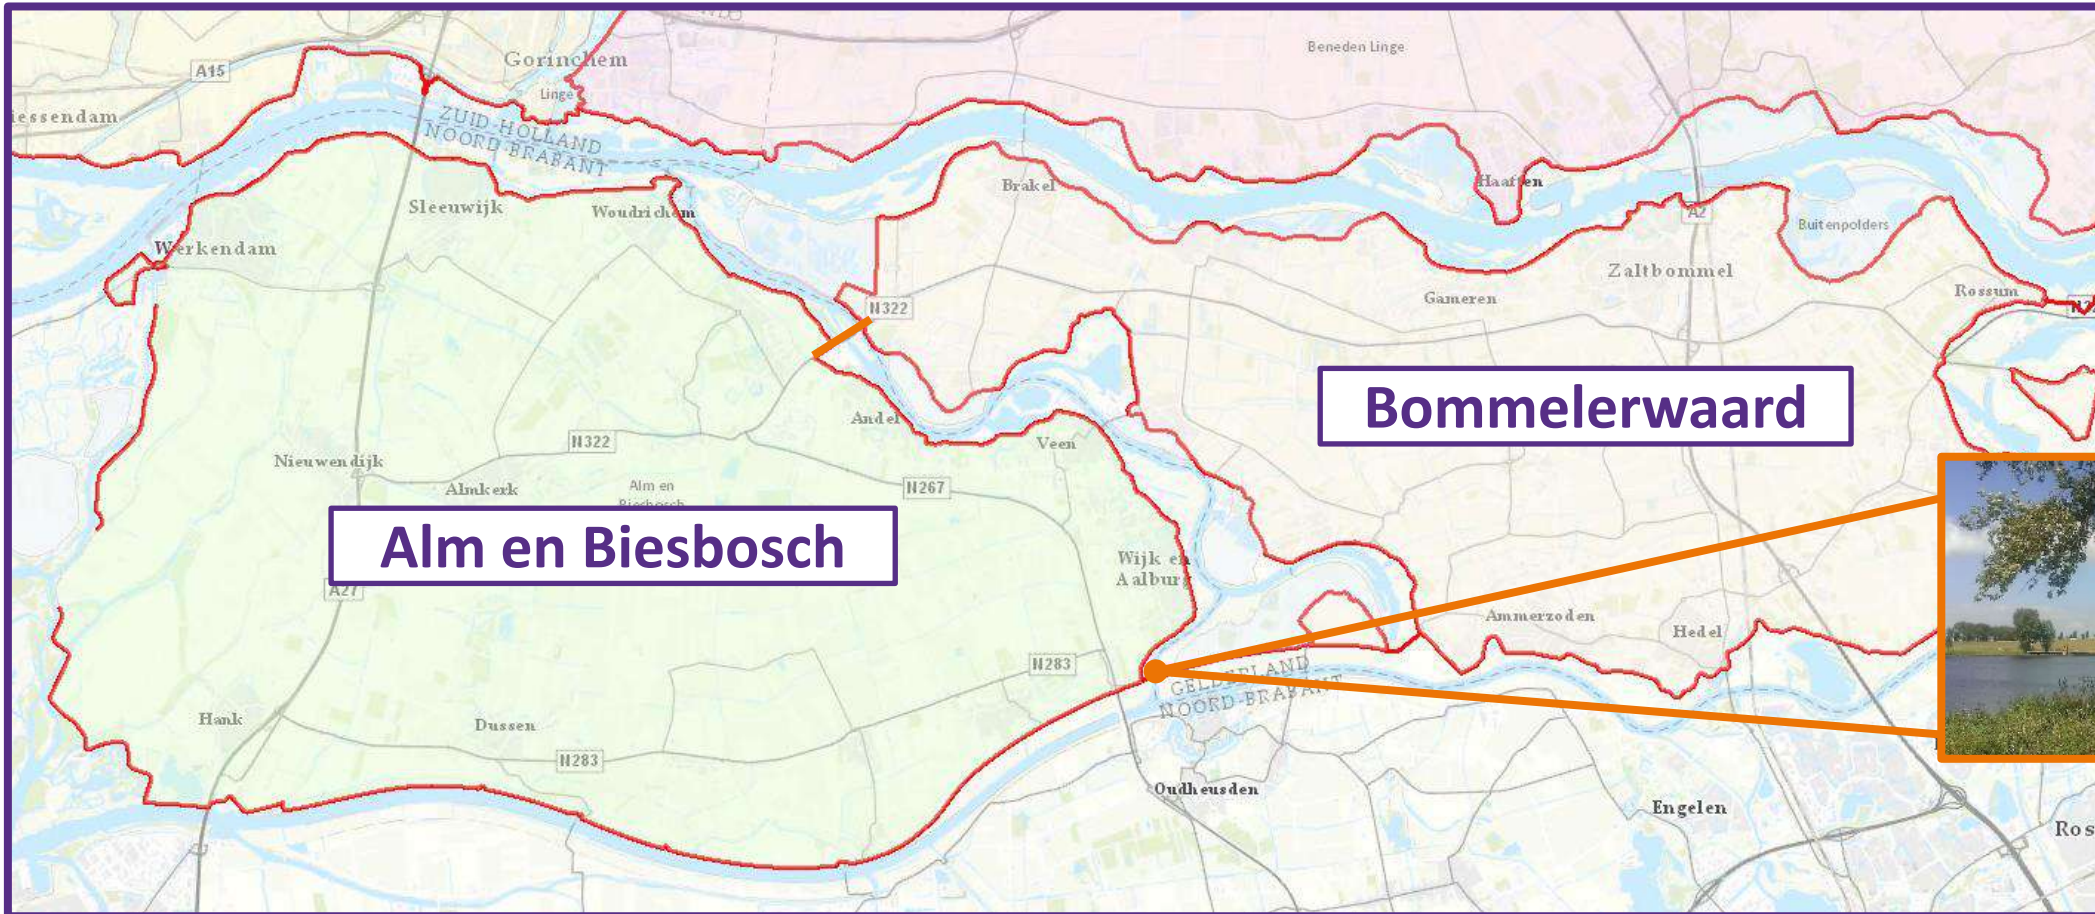 Beneden Linge
Gorinchem
A15
Linge
iessendam
ZUID-HOLLAND
NOORD-BRABANT
Brakel
Haaften
Sleeuwijk
Woudrichem
A2
Buitenpolders
Werkendam
Zaltbommel
Gameren
Rossum
N322
Bommelerwaard
Andel
N322
Veen
Nieuwendijk
Almkerk
Alm en
Biesbosch
N267
Alm en Biesbosch
Wijk en
Aalburg
A27
Ammerzoden
Hedel
N283
GELDERLAND
NOORD-BRABANT
Hank
Dussen
N283
Oudheusden
Engelen
Ros